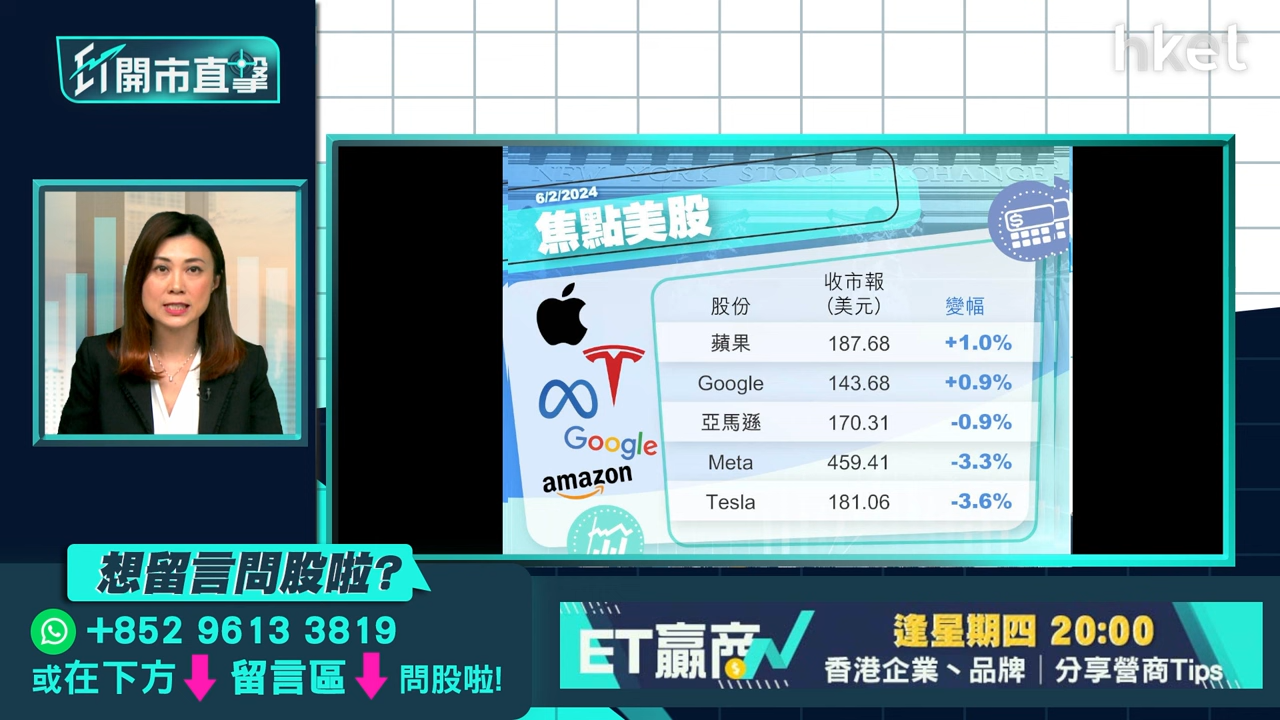 ET開市直擊
hket
NEW YORK STOCK EXCHANGE
6/2/2024
焦點美股
股份 收市報(美元) 變幅
蘋果 187.68 +1.0%
Google 143.68 +0.9%
亞馬遜 170.31 -0.9%
Meta 459.41 -3.3%
Tesla 181.06 -3.6%
Google
amazon
想留言問股啦?
+852 9613 3819
或在下方 留言區 問股啦!
ET贏商
逢星期四 20:00
香港企業、品牌｜分享營商Tips